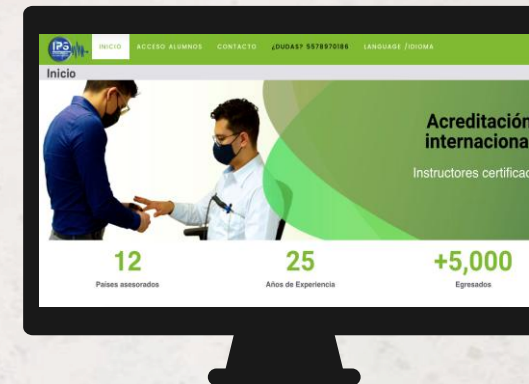 IPG
INICIO ACCESO ALUMNOS CONTACTO ¿DUDAS? 5578970186 LANGUAGE /IDIOMA
Inicio
Acreditación
internaciona
Instructores certificad
12 25 +5,000
Países asesorados Años de Experiencia Egresados